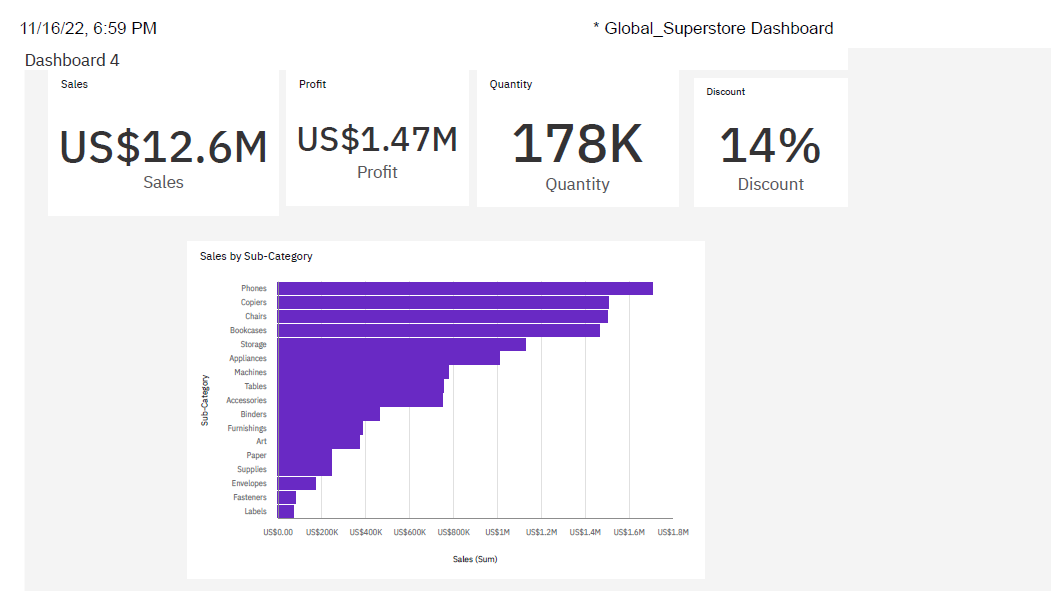 11/16/22, 6:59 PM
* Global_Superstore Dashboard
Dashboard 4
Sales
US$12.6M
Sales
Profit
US$1.47M
Profit
Quantity
178K
Quantity
Discount
14%
Discount
Sales by Sub-Category
Sub-Category
Phones
Copiers
Chairs
Bookcases
Storage
Appliances
Machines
Tables
Accessories
Binders
Furnishings
Art
Paper
Supplies
Envelopes
Fasteners
Labels
US$0.00 US$200K US$400K US$600K US$800K US$1M US$1.2M US$1.4M US$1.6M US$1.8M
Sales (Sum)